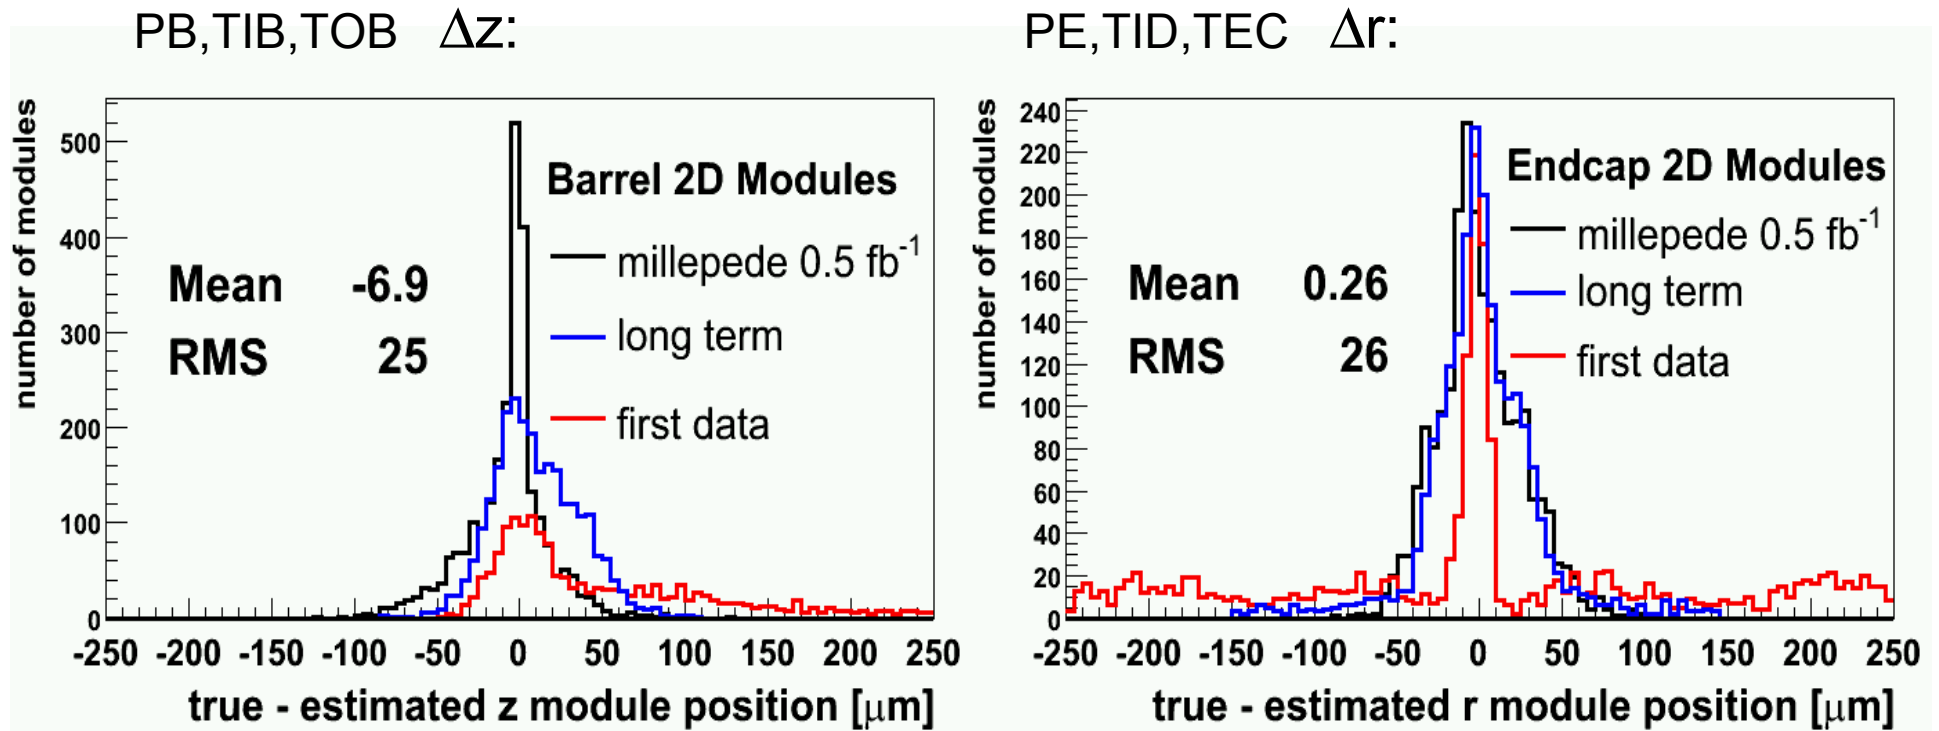 PB,TIB,TOB Δz:
number of modules
500
400
300
200
100
0
Barrel 2D Modules
millepede 0.5 fb⁻¹
long term
first data
Mean -6.9
RMS 25
-250 -200 -150 -100 -50 0 50 100 150 200 250
true - estimated z module position [μm]
PE,TID,TEC Δr:
number of modules
240
220
200
180
160
140
120
100
80
60
40
20
0
Endcap 2D Modules
millepede 0.5 fb⁻¹
long term
first data
Mean 0.26
RMS 26
-250 -200 -150 -100 -50 0 50 100 150 200 250
true - estimated r module position [μm]